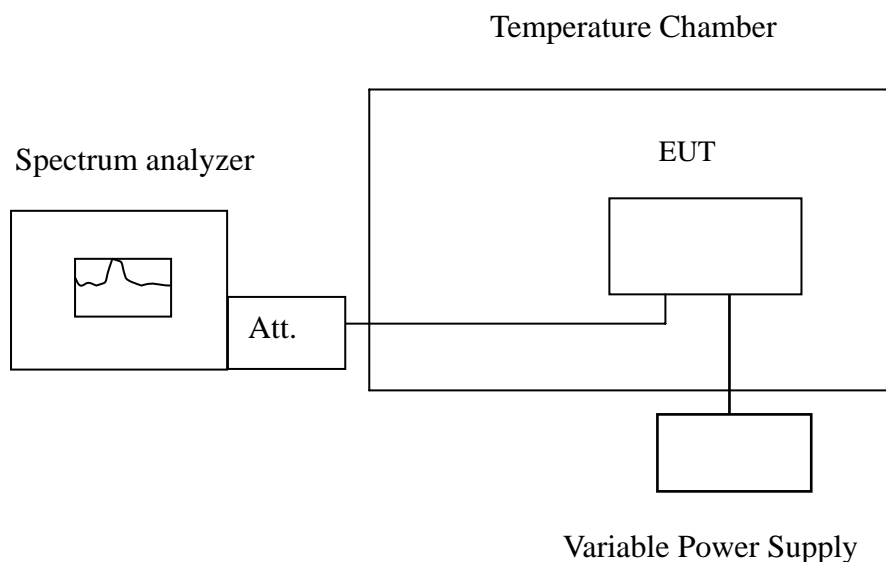 Temperature Chamber
Spectrum analyzer
EUT
Att.
Variable Power Supply